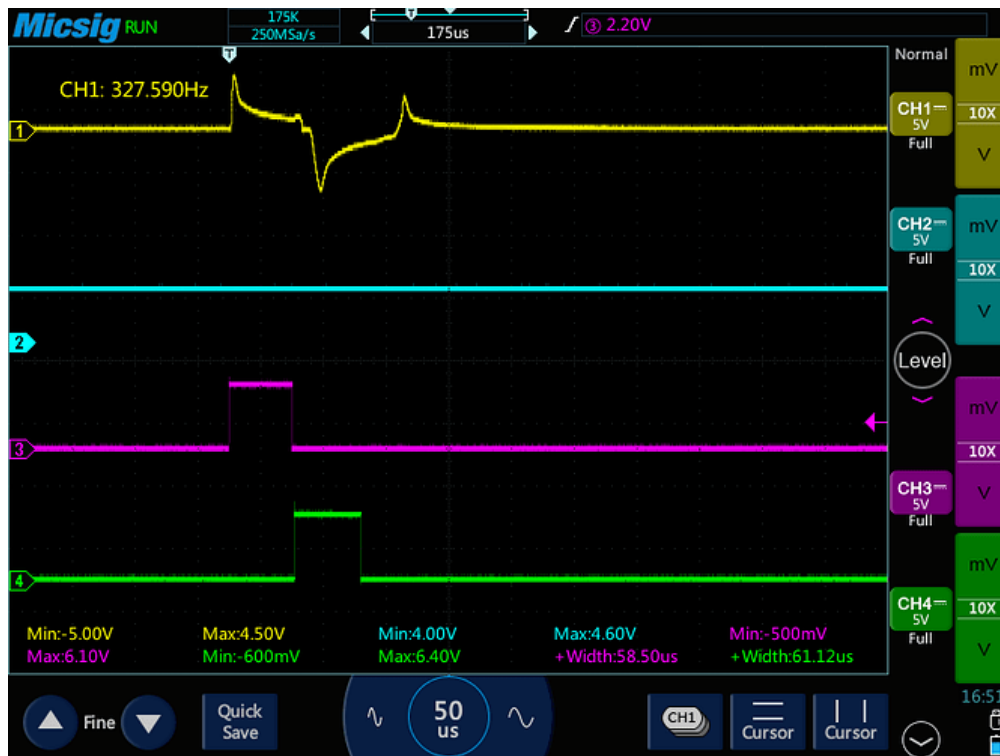 Micsig RUN
175K
250MSa/s
T
175us
3 2.20V
T
CH1: 327.590Hz
1
2
3
4
Normal
CH1
5V
Full
mV
10X
V
CH2
5V
Full
mV
10X
V
Level
CH3
5V
Full
mV
10X
V
CH4
5V
Full
mV
10X
V
Min:-5.00V Max:4.50V Min:4.00V Max:4.60V Min:-500mV
Max:6.10V Min:-600mV Max:6.40V +Width:58.50us +Width:61.12us
Fine
Quick
Save
50
us
CH1
Cursor
Cursor
16:51